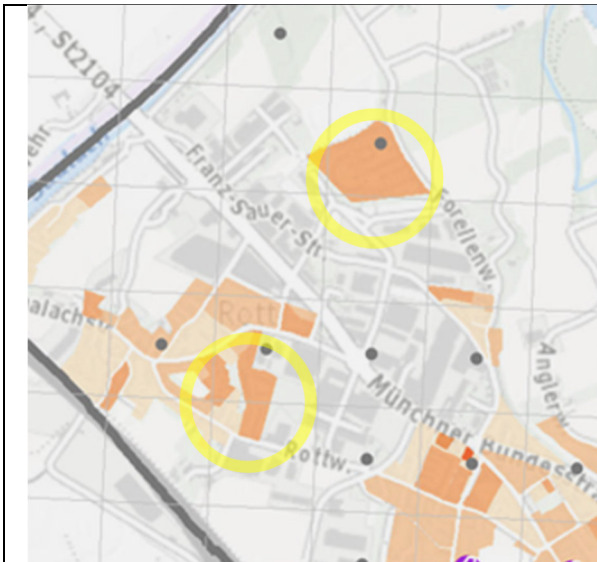 St2104
Franz-Sauer-Str.
Forellenw.
Rott
Anglerw.
Münchner Bundesstr
Rottw.